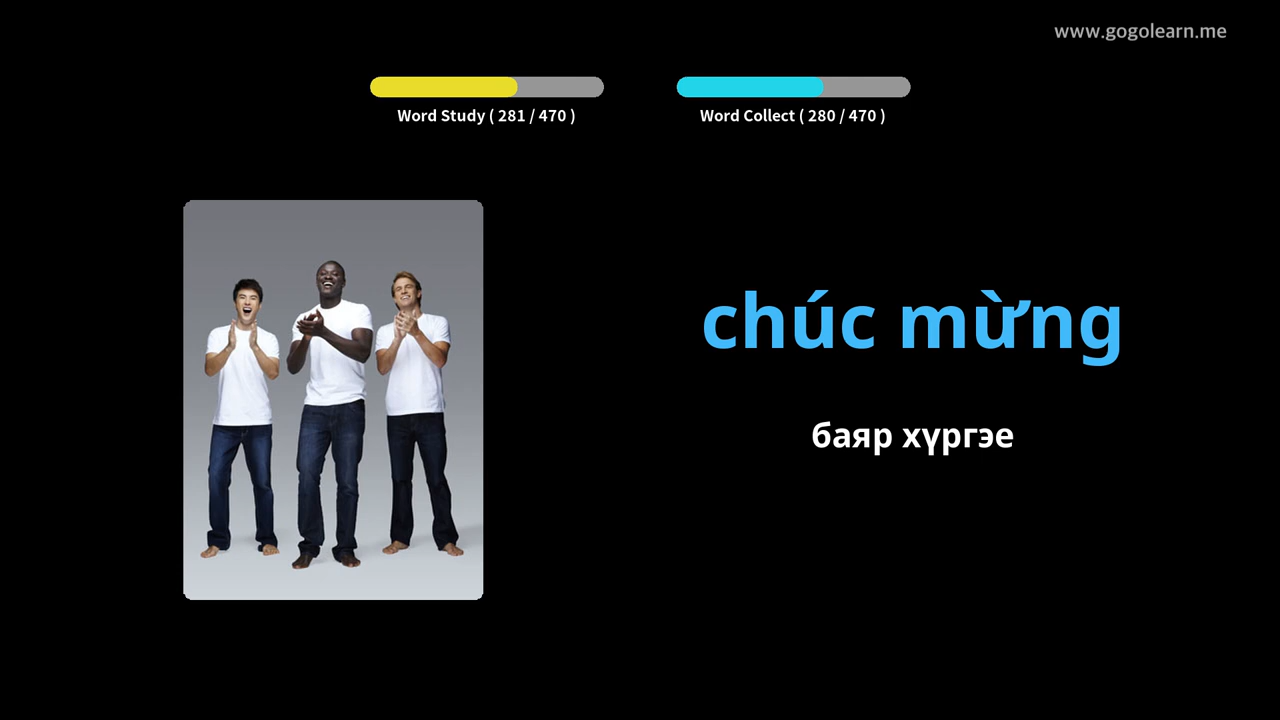 www.gogolearn.me
Word Study ( 281 / 470 )
Word Collect ( 280 / 470 )
chúc mừng
баяр хүргэе